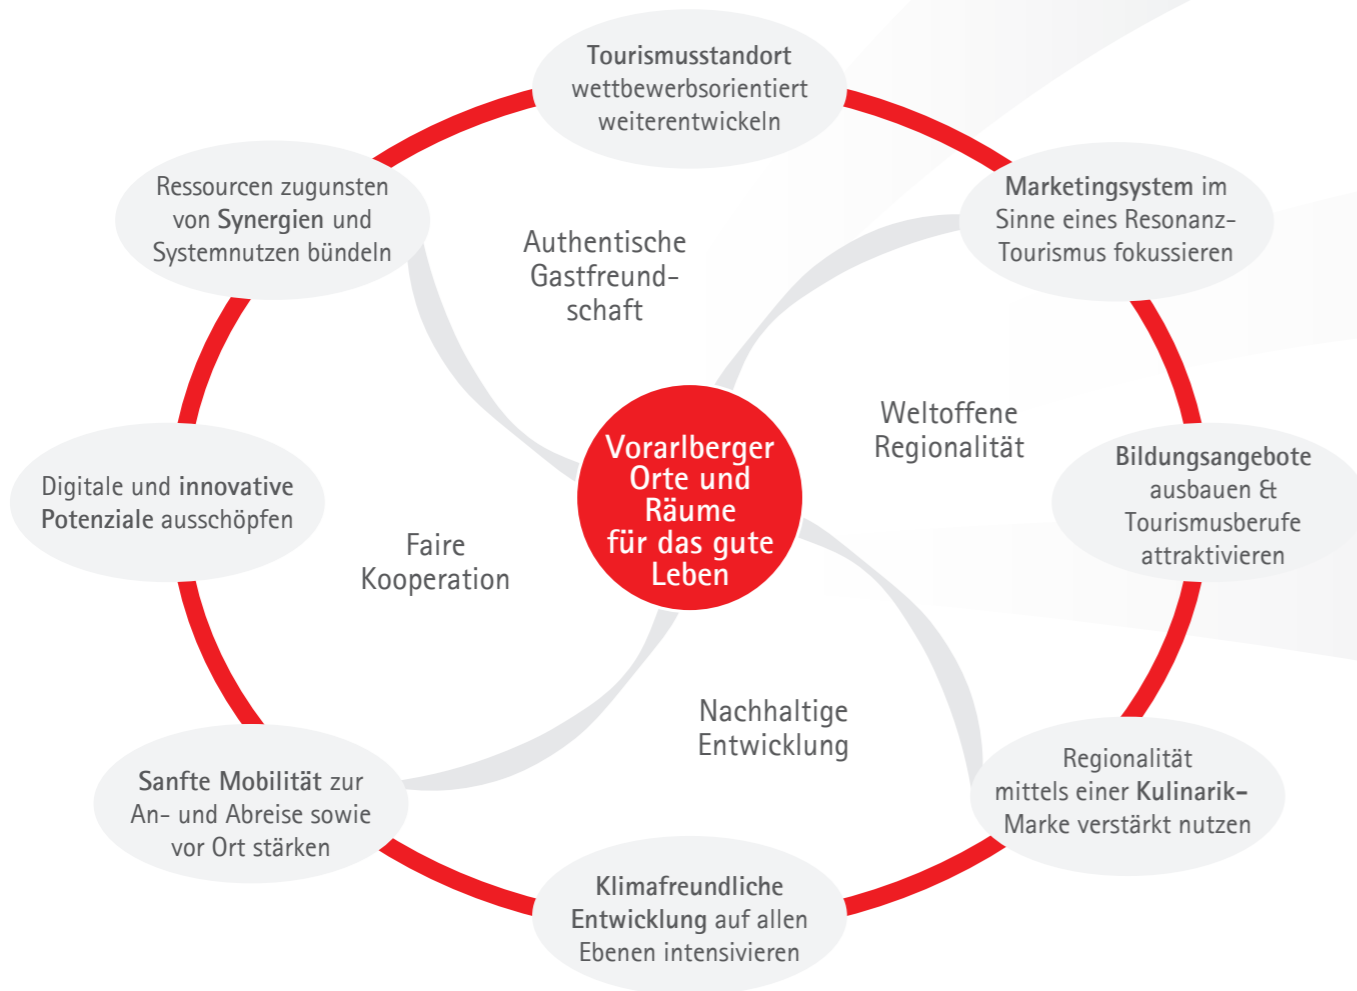 Tourismusstandort
wettbewerbsorientiert
weiterentwickeln
Marketingsystem im
Sinne eines Resonanz-
Tourismus fokussieren
Bildungsangebote
ausbauen &
Tourismusberufe
attraktivieren
Regionalität
mittels einer Kulinarik-
Marke verstärkt nutzen
Klimafreundliche
Entwicklung auf allen
Ebenen intensivieren
Sanfte Mobilität zur
An- und Abreise sowie
vor Ort stärken
Digitale und innovative
Potenziale ausschöpfen
Ressourcen zugunsten
von Synergien und
Systemnutzen bündeln
Authentische
Gastfreund-
schaft
Weltoffene
Regionalität
Nachhaltige
Entwicklung
Faire
Kooperation
Vorarlberger
Orte und
Räume
für das gute
Leben